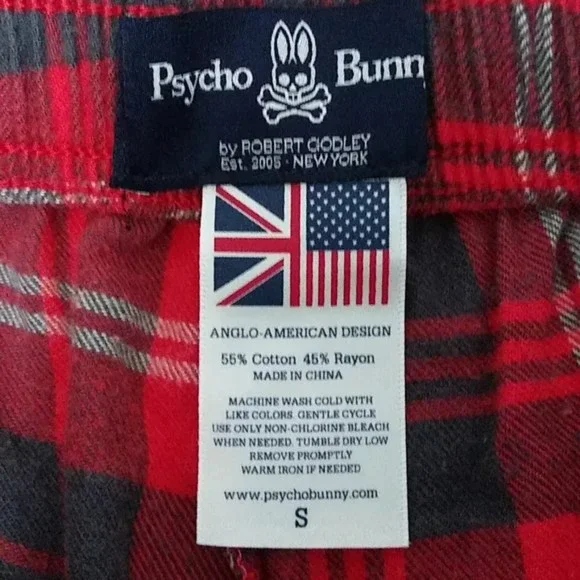 Psycho Bunn
by ROBERT GODLEY
Est. 2005 · NEW YORK
ANGLO-AMERICAN DESIGN
55% Cotton 45% Rayon
MADE IN CHINA
MACHINE WASH COLD WITH
LIKE COLORS. GENTLE CYCLE
USE ONLY NON-CHLORINE BLEACH
WHEN NEEDED. TUMBLE DRY LOW
REMOVE PROMPTLY
WARM IRON IF NEEDED
www.psychobunny.com
S